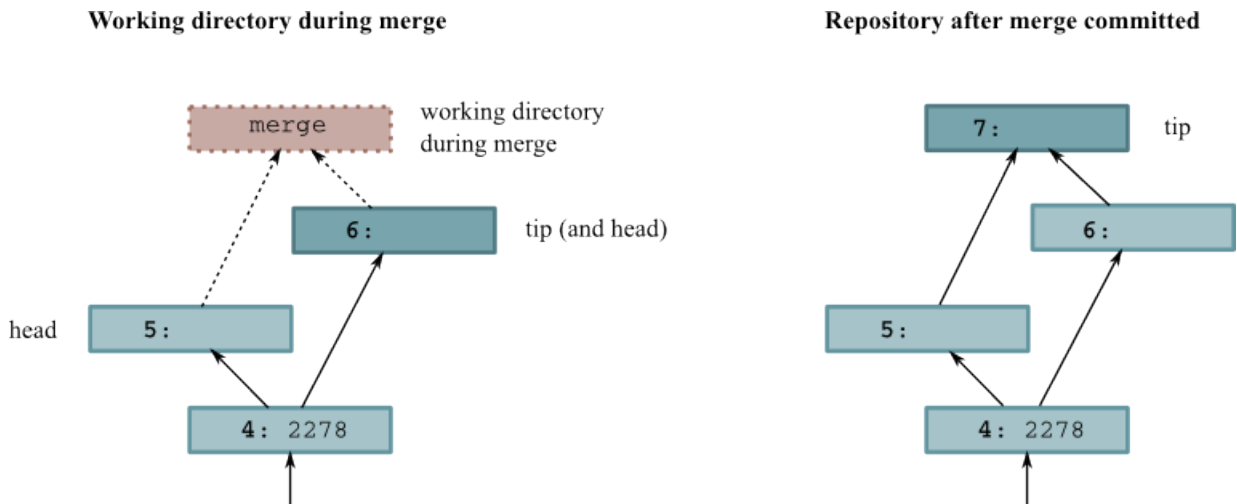 Working directory during merge
merge
working directory
during merge
6:
tip (and head)
head
5:
4: 2278
Repository after merge committed
7:
tip
6:
5:
4: 2278